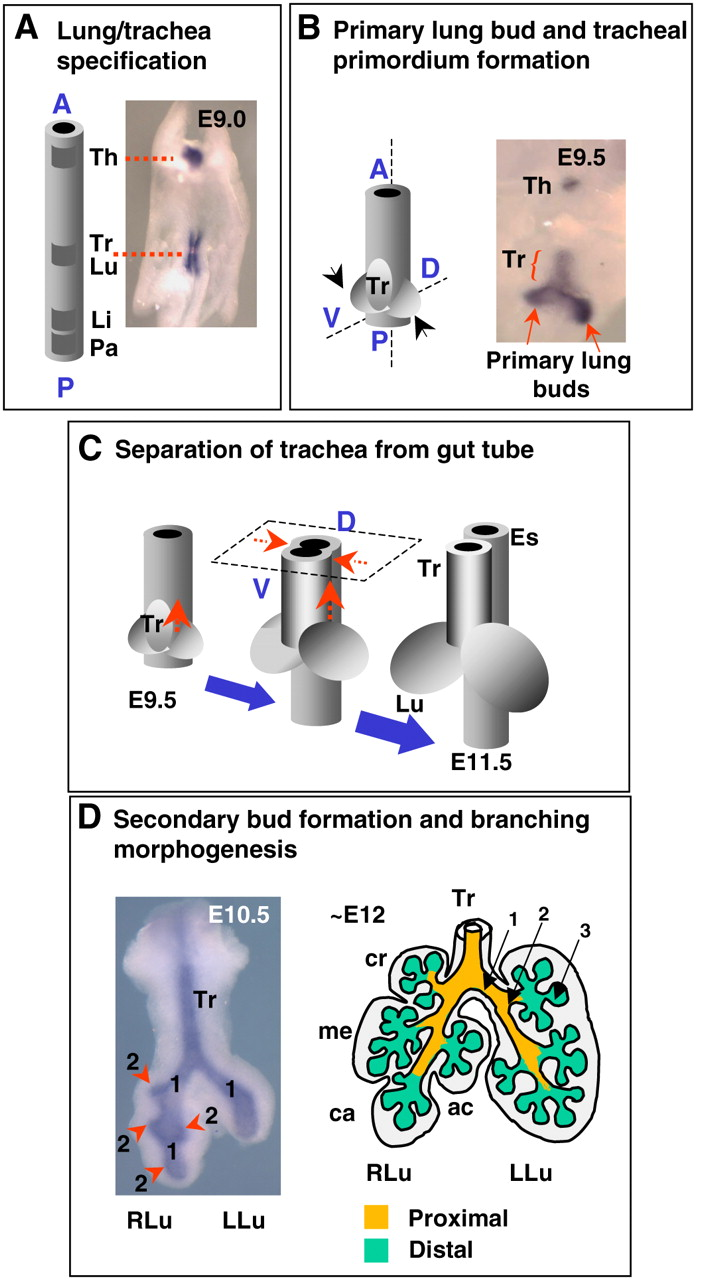 A Lung/trachea
specification
A
E9.0
Th
Tr
Lu
Li
Pa
P
B Primary lung bud and tracheal
primordium formation
A
E9.5
Th
D
Tr
Tr {
V
P
Primary lung
buds
C Separation of trachea from gut tube
D
Es
Tr
V
Tr
E9.5
Lu
E11.5
D Secondary bud formation and branching
morphogenesis
E10.5
Tr
2
1
1
2
2
1
2
RLu LLu
~E12
Tr
1
2
3
cr
me
ca
ac
RLu LLu
Proximal
Distal